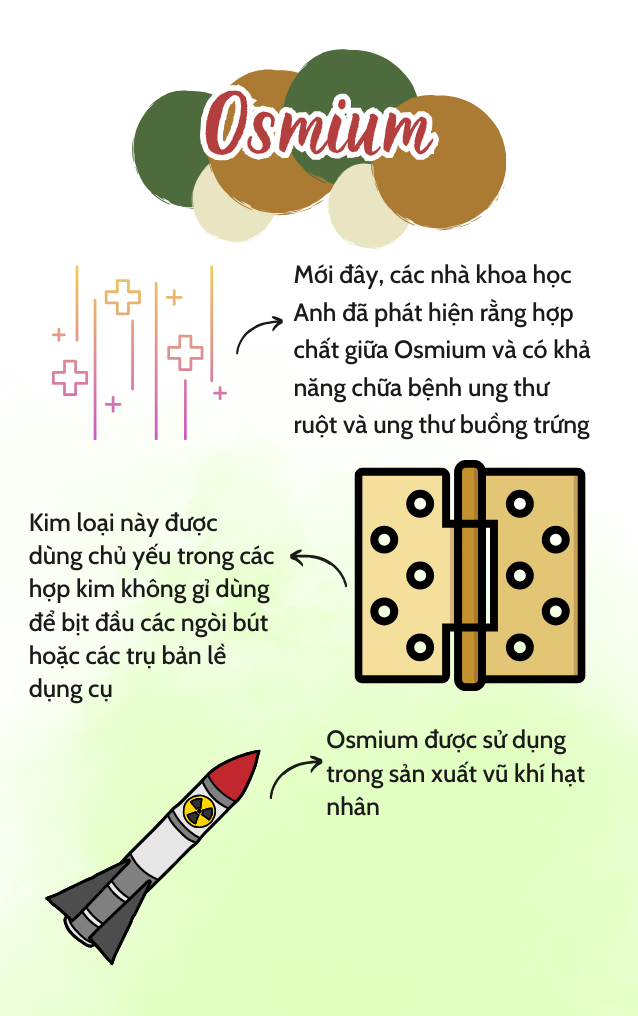 Osmium
Mới đây, các nhà khoa học
Anh đã phát hiện rằng hợp
chất giữa Osmium và có khả
năng chữa bệnh ung thư
ruột và ung thư buồng trứng
Kim loại này được
dùng chủ yếu trong các
hợp kim không gỉ dùng
để bịt đầu các ngòi bút
hoặc các trụ bản lề
dụng cụ
Osmium được sử dụng
trong sản xuất vũ khí hạt
nhân